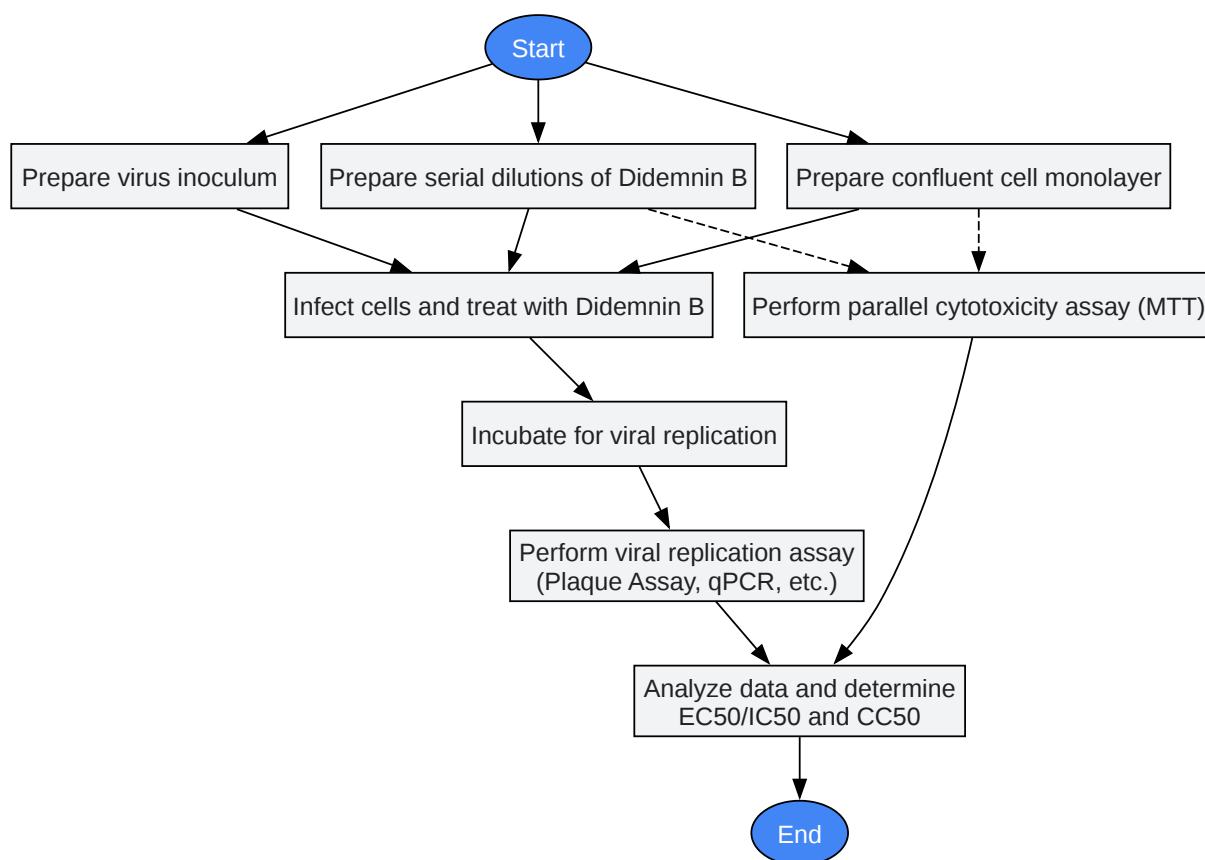 Start
Prepare virus inoculum
Prepare serial dilutions of Didemnin B
Prepare confluent cell monolayer
Infect cells and treat with Didemnin B
Perform parallel cytotoxicity assay (MTT)
Incubate for viral replication
Perform viral replication assay
(Plaque Assay, qPCR, etc.)
Analyze data and determine
EC50/IC50 and CC50
End